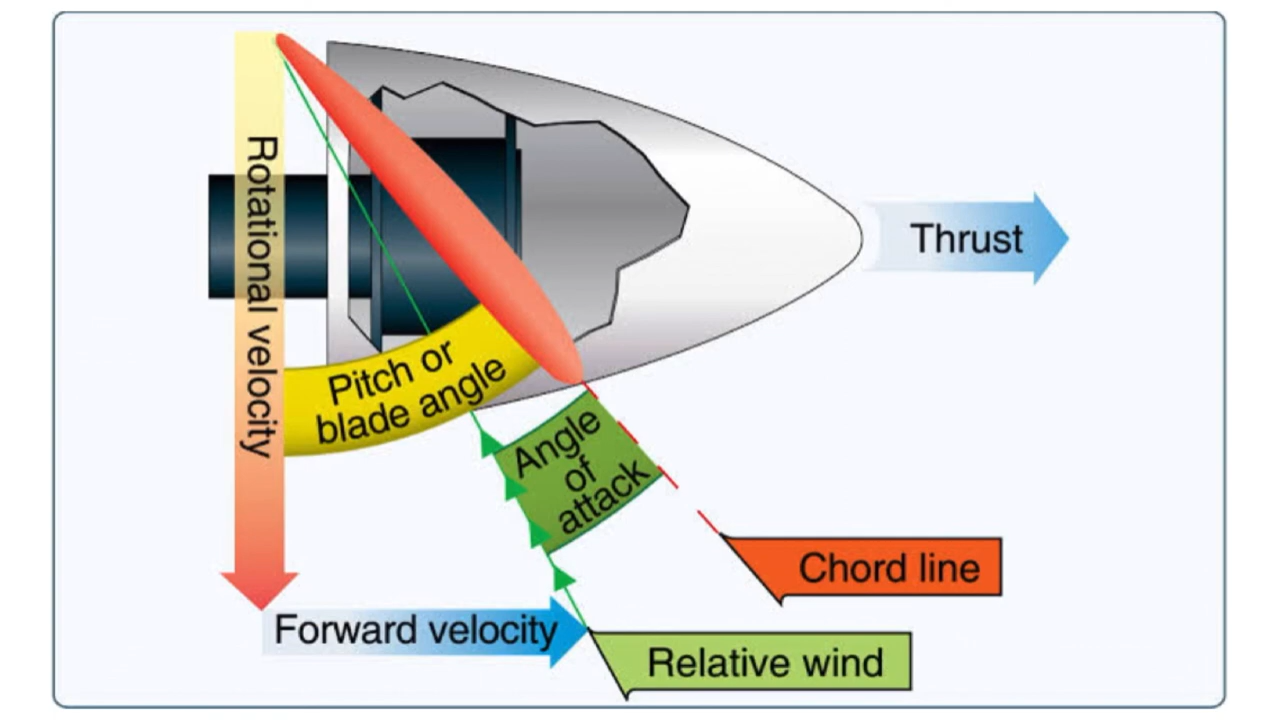 Rotational velocity
Thrust
Pitch or
blade angle
Angle
of
attack
Chord line
Forward velocity
Relative wind